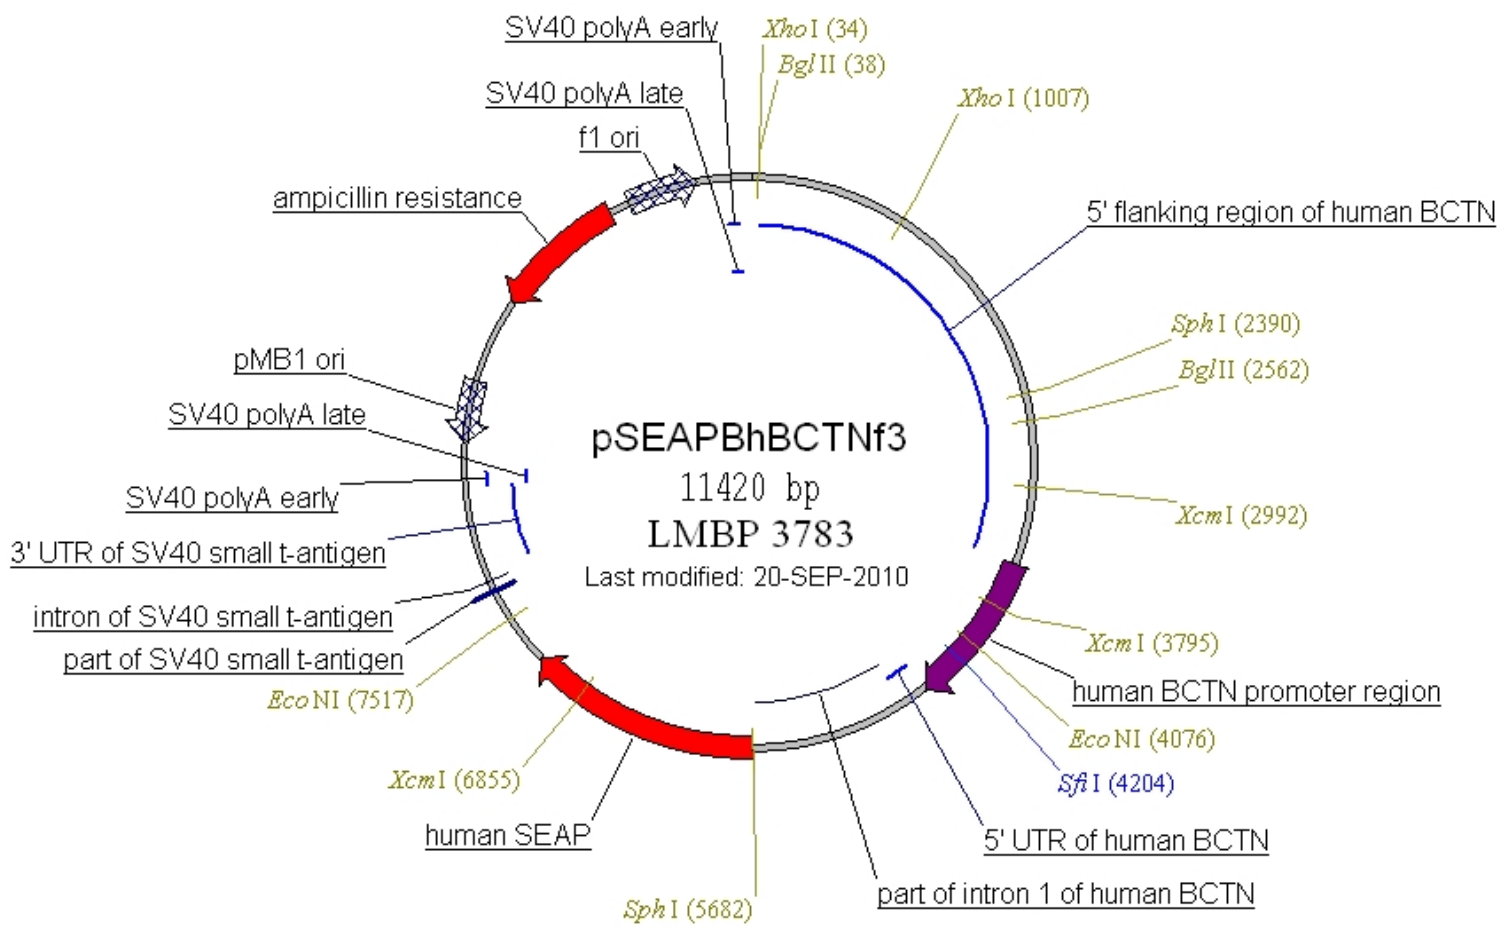 SV40 polyA early
XhoI (34)
BglII (38)
SV40 polyA late
XhoI (1007)
f1 ori
ampicillin resistance
5' flanking region of human BCTN
SphI (2390)
pMB1 ori
BglII (2562)
SV40 polyA late
pSEAPBhBCTNf3
11420 bp
SV40 polyA early
XcmI (2992)
LMBP 3783
3' UTR of SV40 small t-antigen
Last modified: 20-SEP-2010
intron of SV40 small t-antigen
XcmI (3795)
part of SV40 small t-antigen
human BCTN promoter region
EcoNI (7517)
EcoNI (4076)
XcmI (6855)
SfiI (4204)
human SEAP
5' UTR of human BCTN
part of intron 1 of human BCTN
SphI (5682)